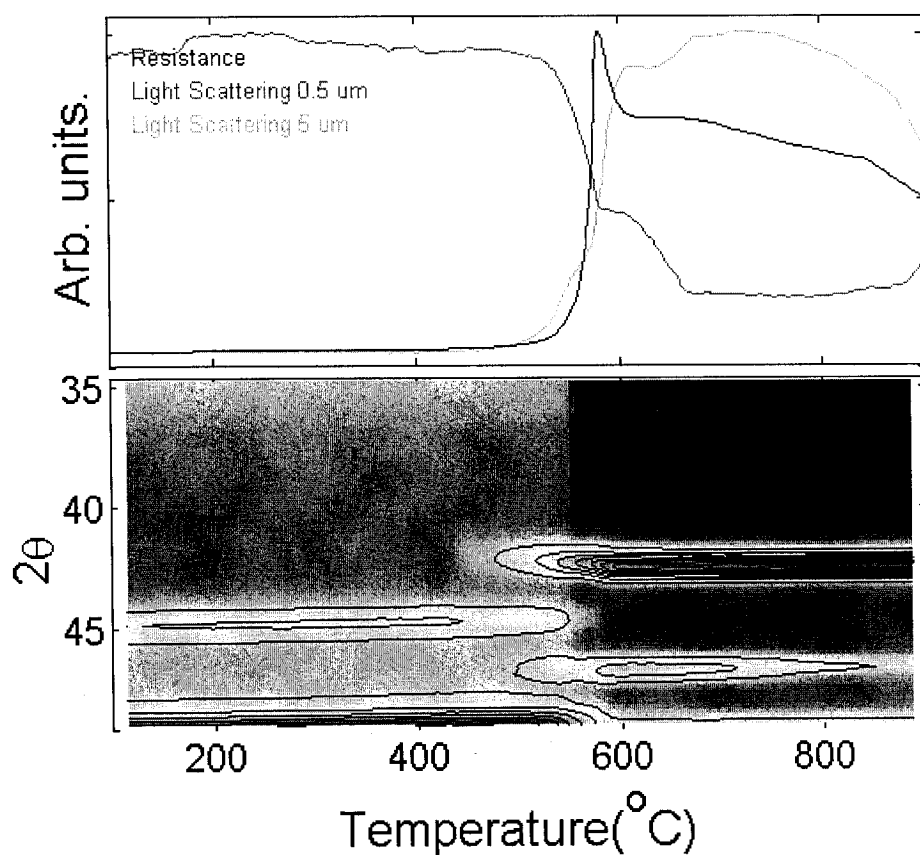 Resistance
Light Scattering 0.5 um
Light Scattering 5 um
Arb. units.
35
40
45
2θ
200
400
600
800
Temperature(°C)